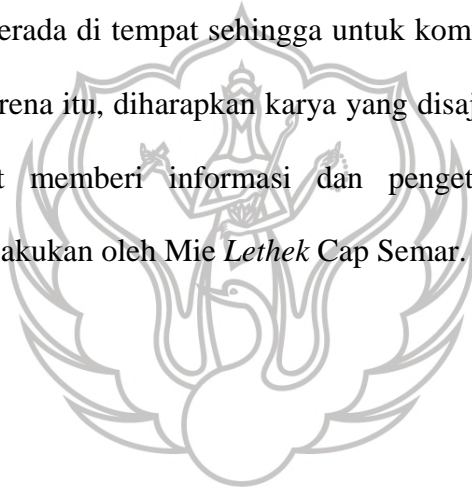 erada di tempat sehingga untuk kom
rena itu, diharapkan karya yang disaj
t memberi informasi dan penget
akukan oleh Mie Lethek Cap Semar.